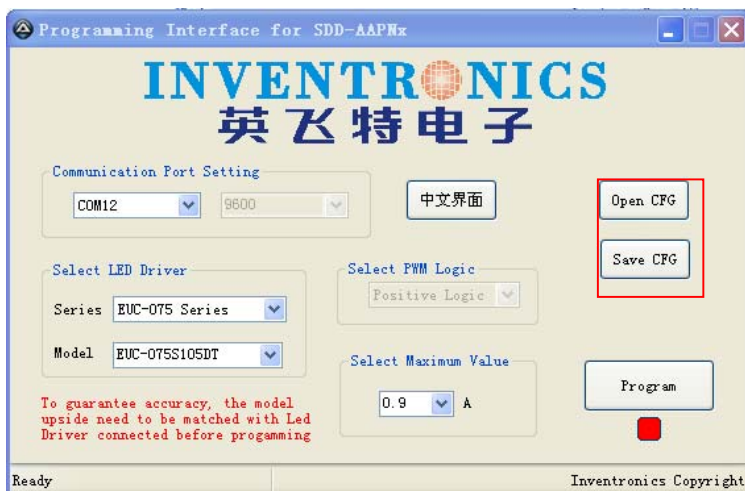 Programming Interface for SDD-AAPNx
INVENTRONICS
英飞特电子
Communication Port Setting
COM12
9600
中文界面
Open CFG
Save CFG
Select LED Driver
Series
EUC-075 Series
Model
EUC-075S105DT
Select PWM Logic
Positive Logic
Select Maximum Value
0.9
A
Program
To guarantee accuracy, the model
upside need to be matched with Led
Driver connected before progamming
Ready
Inventronics Copyright